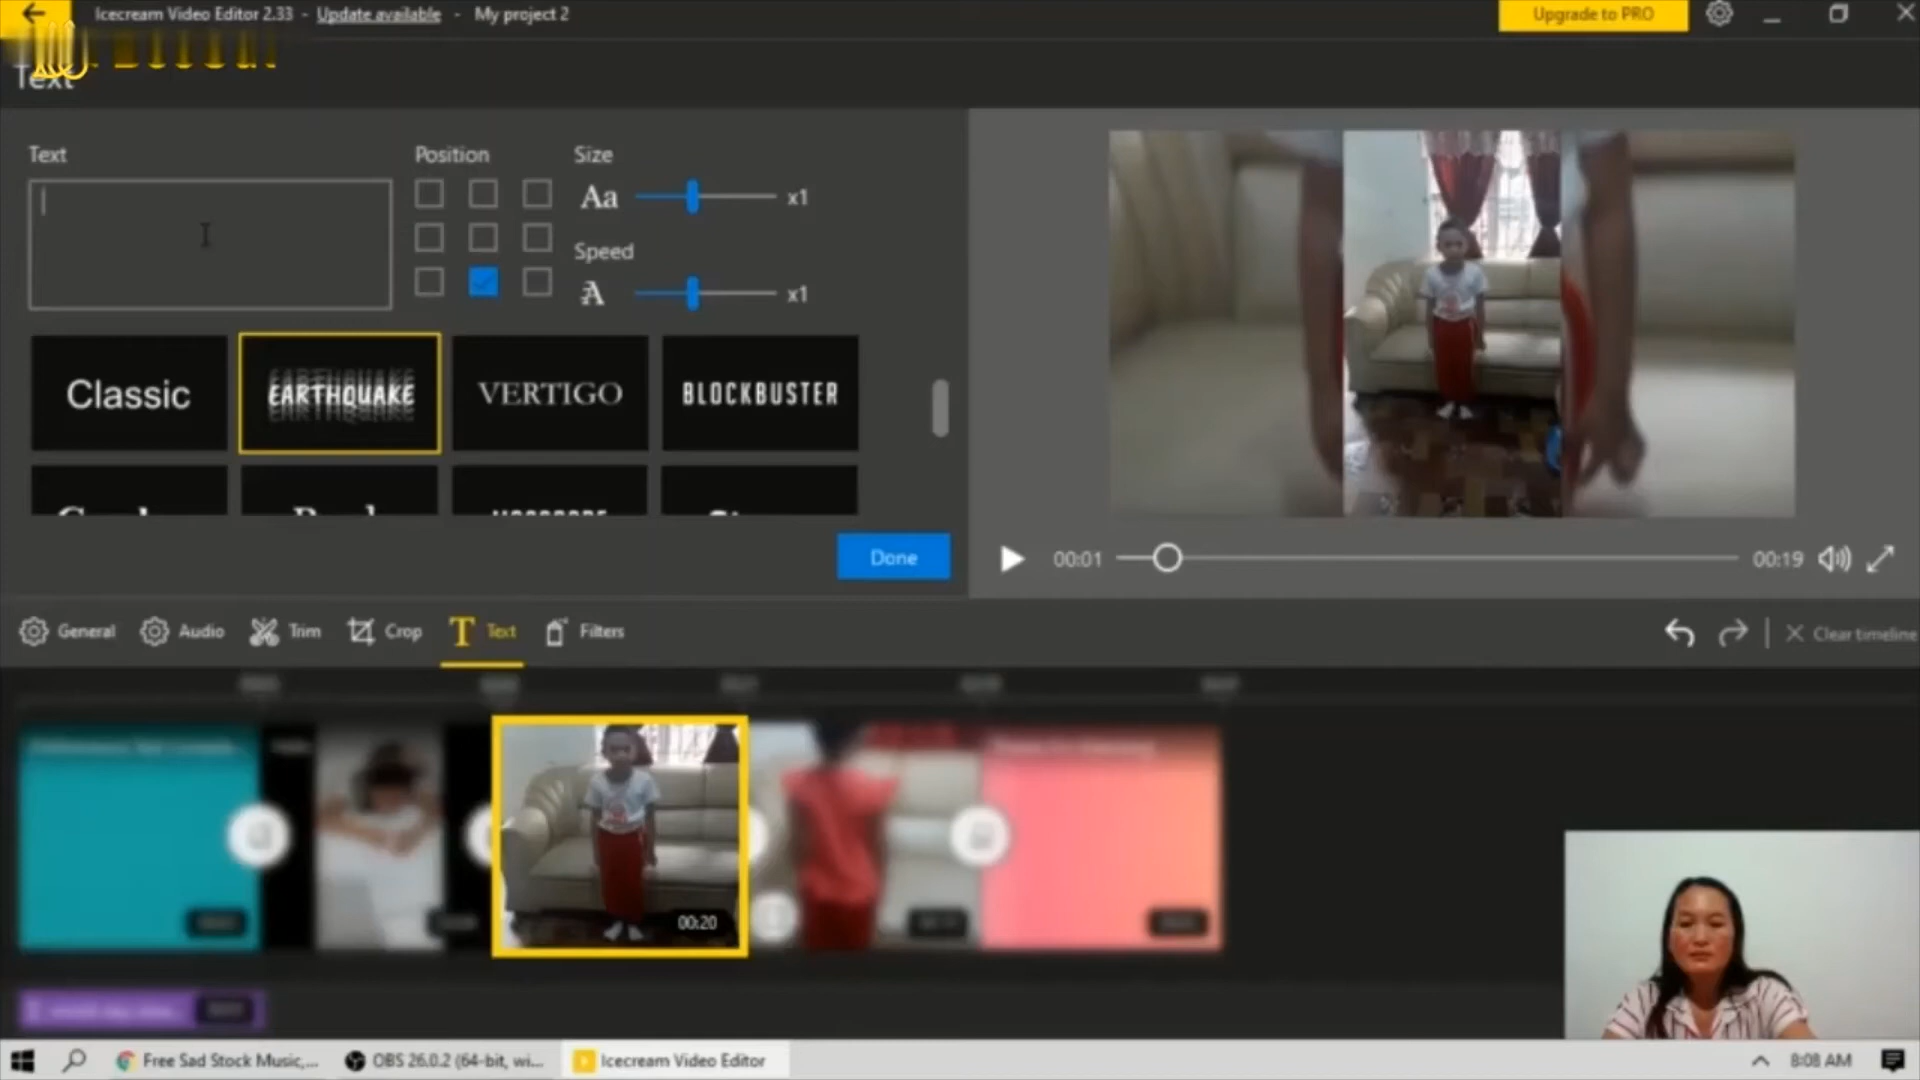 Icecream Video Editor 2.33 - Update available - My project 2
Upgrade to PRO
Text
Text
Position
Size
Aa
x1
Speed
A
x1
Classic
EARTHQUAKE
VERTIGO
BLOCKBUSTER
Done
00:01
00:19
General
Audio
Trim
Crop
T Text
Filters
Clear timeline
00:20
Free Sad Stock Music,...
OBS 26.0.2 (64-bit, wi...
Icecream Video Editor
8:08 AM